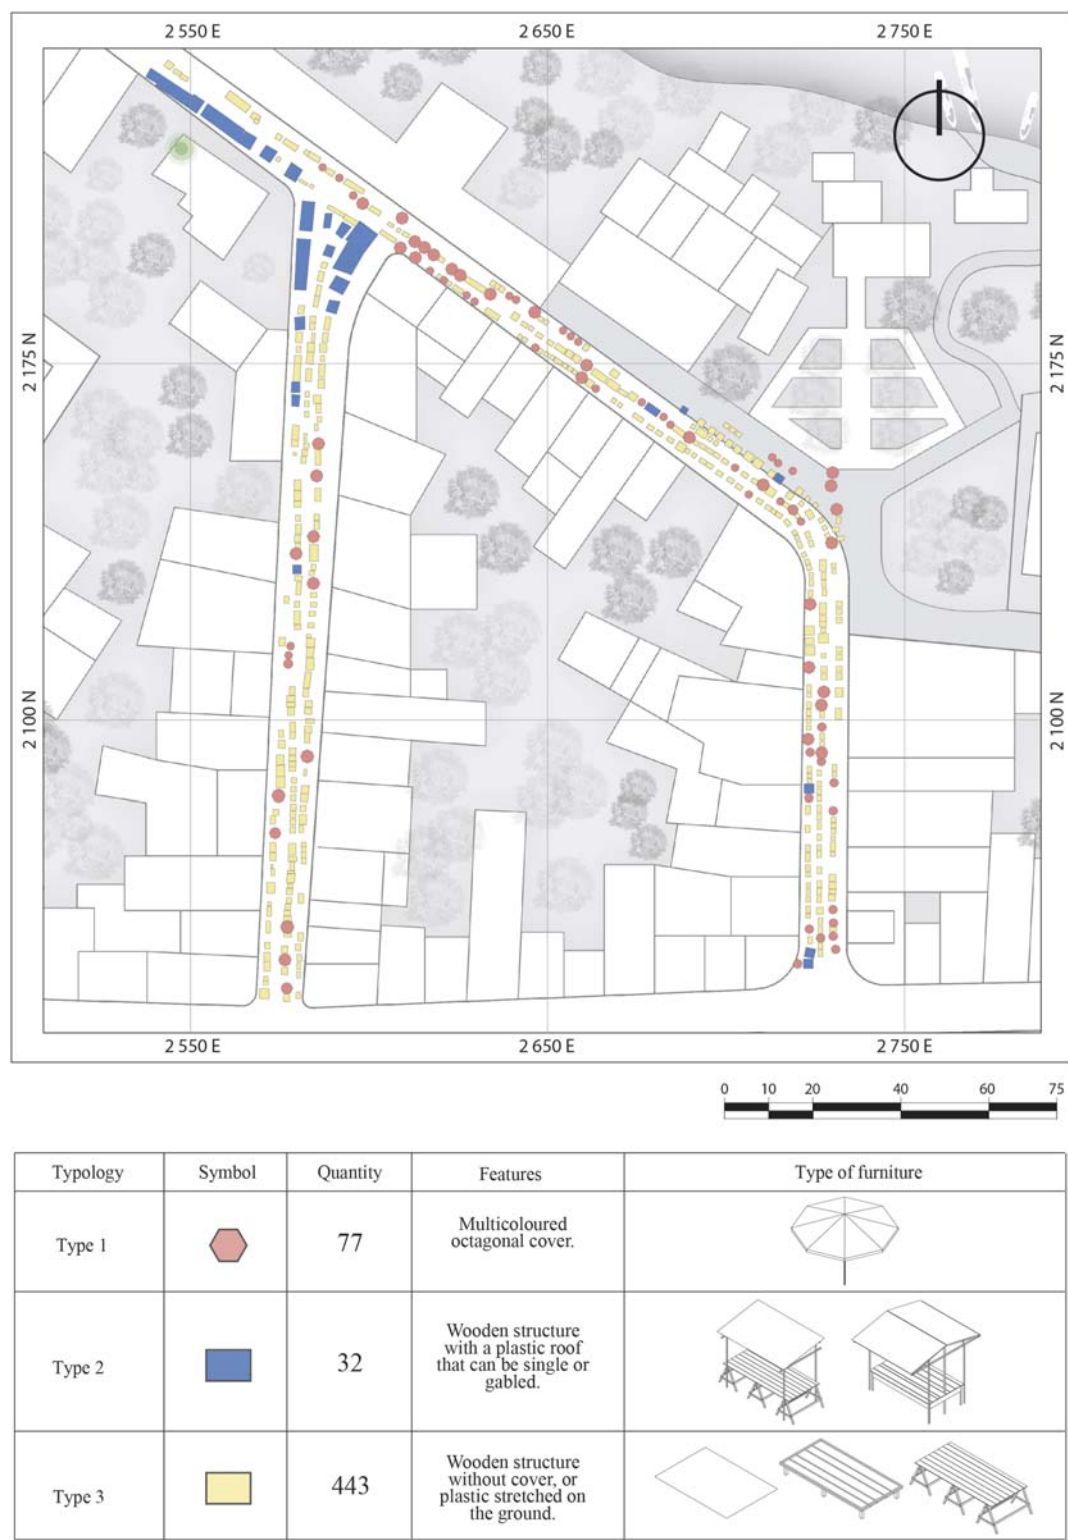 2 550 E 2 650 E 2 750 E
2 175 N
2 175 N
2 100 N
2 100 N
2 550 E 2 650 E 2 750 E
0 10 20 40 60 75
Typology Symbol Quantity Features Type of furniture
Type 1 77 Multicoloured
octagonal cover.
Type 2 32 Wooden structure
with a plastic roof
that can be single or
gabled.
Type 3 443 Wooden structure
without cover, or
plastic stretched on
the ground.